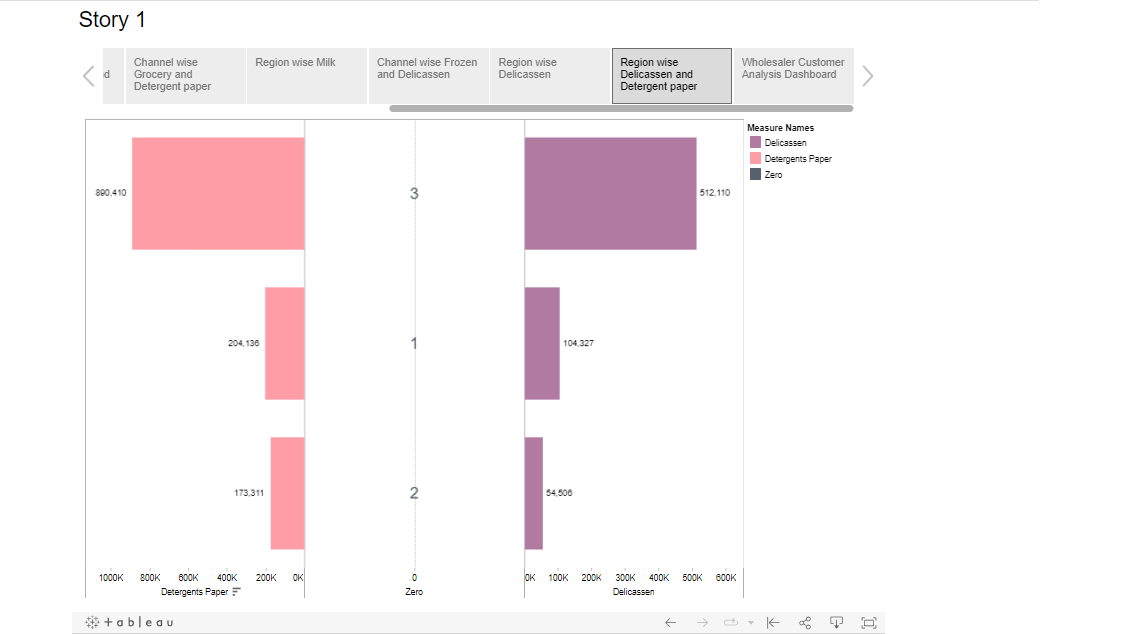 Story 1
d
Channel wise
Grocery and
Detergent paper
Region wise Milk
Channel wise Frozen
and Delicassen
Region wise
Delicassen
Region wise
Delicassen and
Detergent paper
Wholesaler Customer
Analysis Dashboard
Measure Names
Delicassen
Detergents Paper
Zero
890,410
3
512,110
204,136
1
104,327
173,311
2
54,506
1000K 800K 600K 400K 200K 0K
0
0K 100K 200K 300K 400K 500K 600K
Detergents Paper
Zero
Delicassen
+ a b l e a u